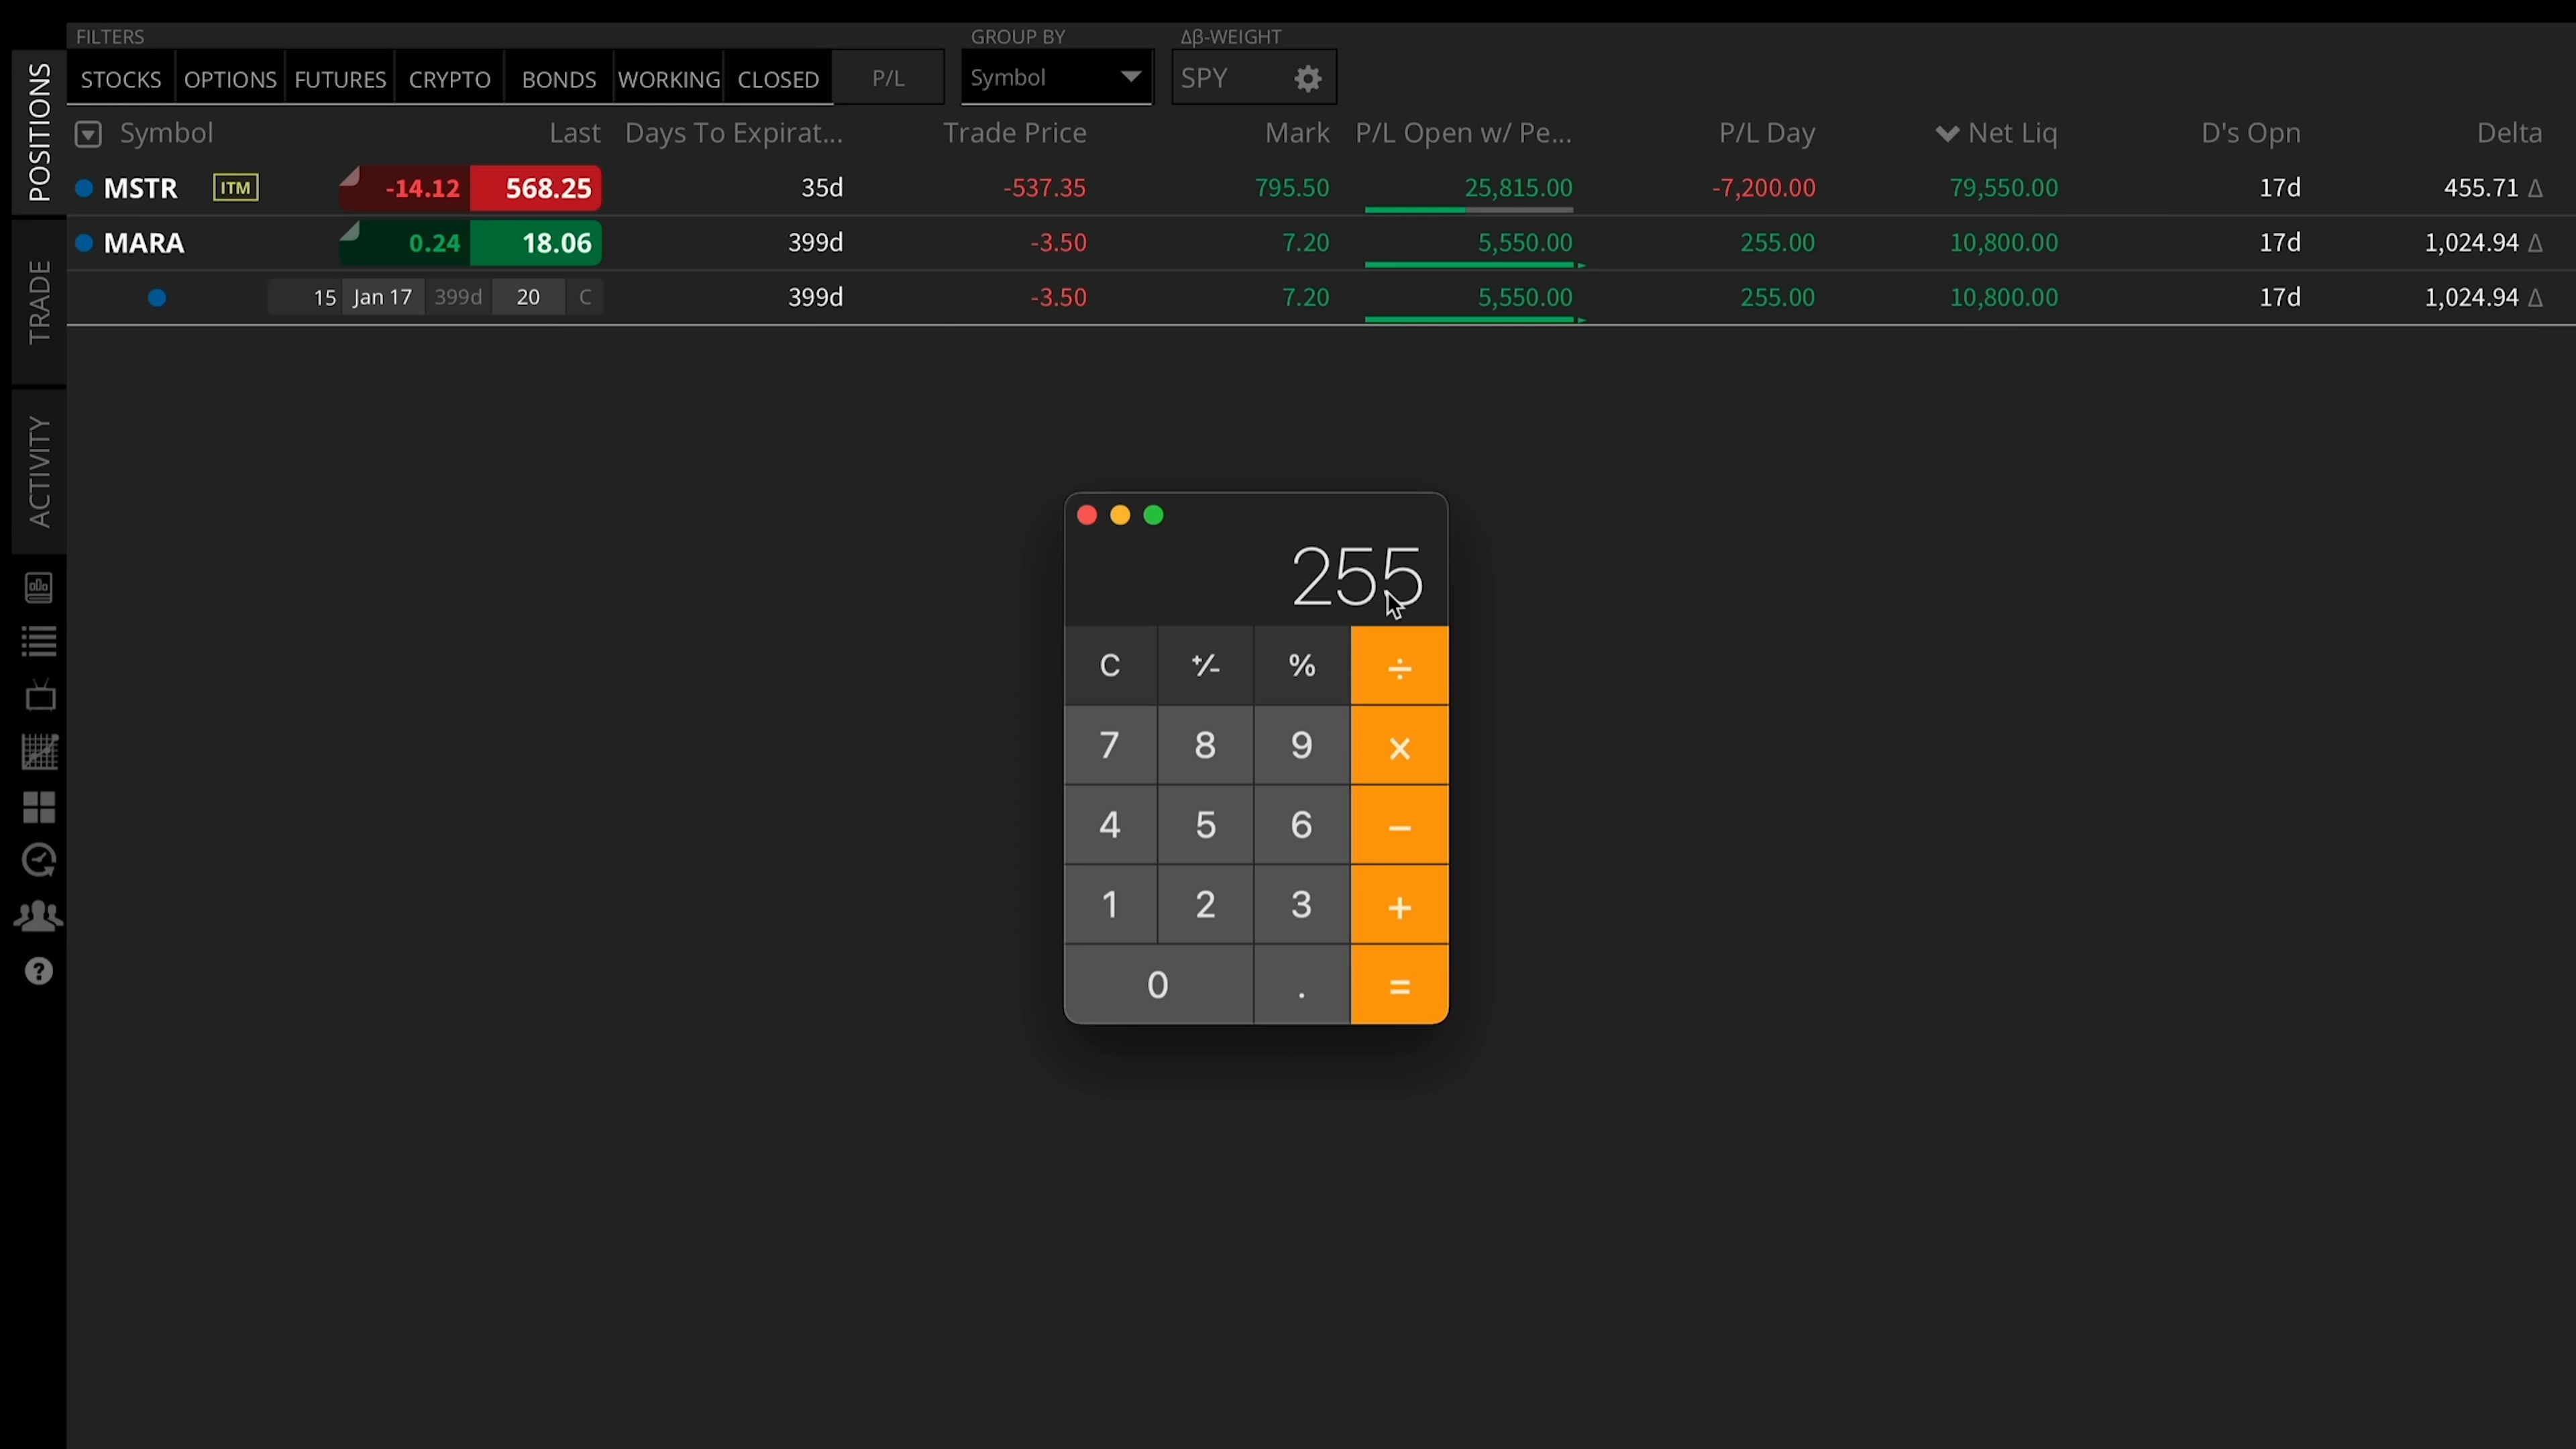 FILTERS GROUP BY Δβ-WEIGHT
STOCKS OPTIONS FUTURES CRYPTO BONDS WORKING CLOSED P/L Symbol SPY
Symbol Last Days To Expirat... Trade Price Mark P/L Open w/ Pe... P/L Day Net Liq D's Opn Delta
MSTR ITM -14.12 568.25 35d -537.35 795.50 25,815.00 -7,200.00 79,550.00 17d 455.71 Δ
MARA 0.24 18.06 399d -3.50 7.20 5,550.00 255.00 10,800.00 17d 1,024.94 Δ
15 Jan 17 399d 20 C 399d -3.50 7.20 5,550.00 255.00 10,800.00 17d 1,024.94 Δ
POSITIONS
TRADE
ACTIVITY
?
255
C +/- % ÷
7 8 9 ×
4 5 6 −
1 2 3 +
0 . =